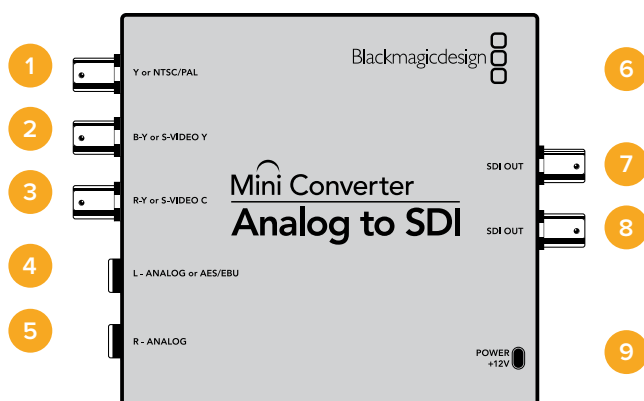 1
Y or NTSC/PAL
Blackmagicdesign
6
2
B-Y or S-VIDEO Y
SDI OUT
7
3
R-Y or S-VIDEO C
Mini Converter
Analog to SDI
SDI OUT
8
4
L - ANALOG or AES/EBU
5
R - ANALOG
POWER
+12V
9